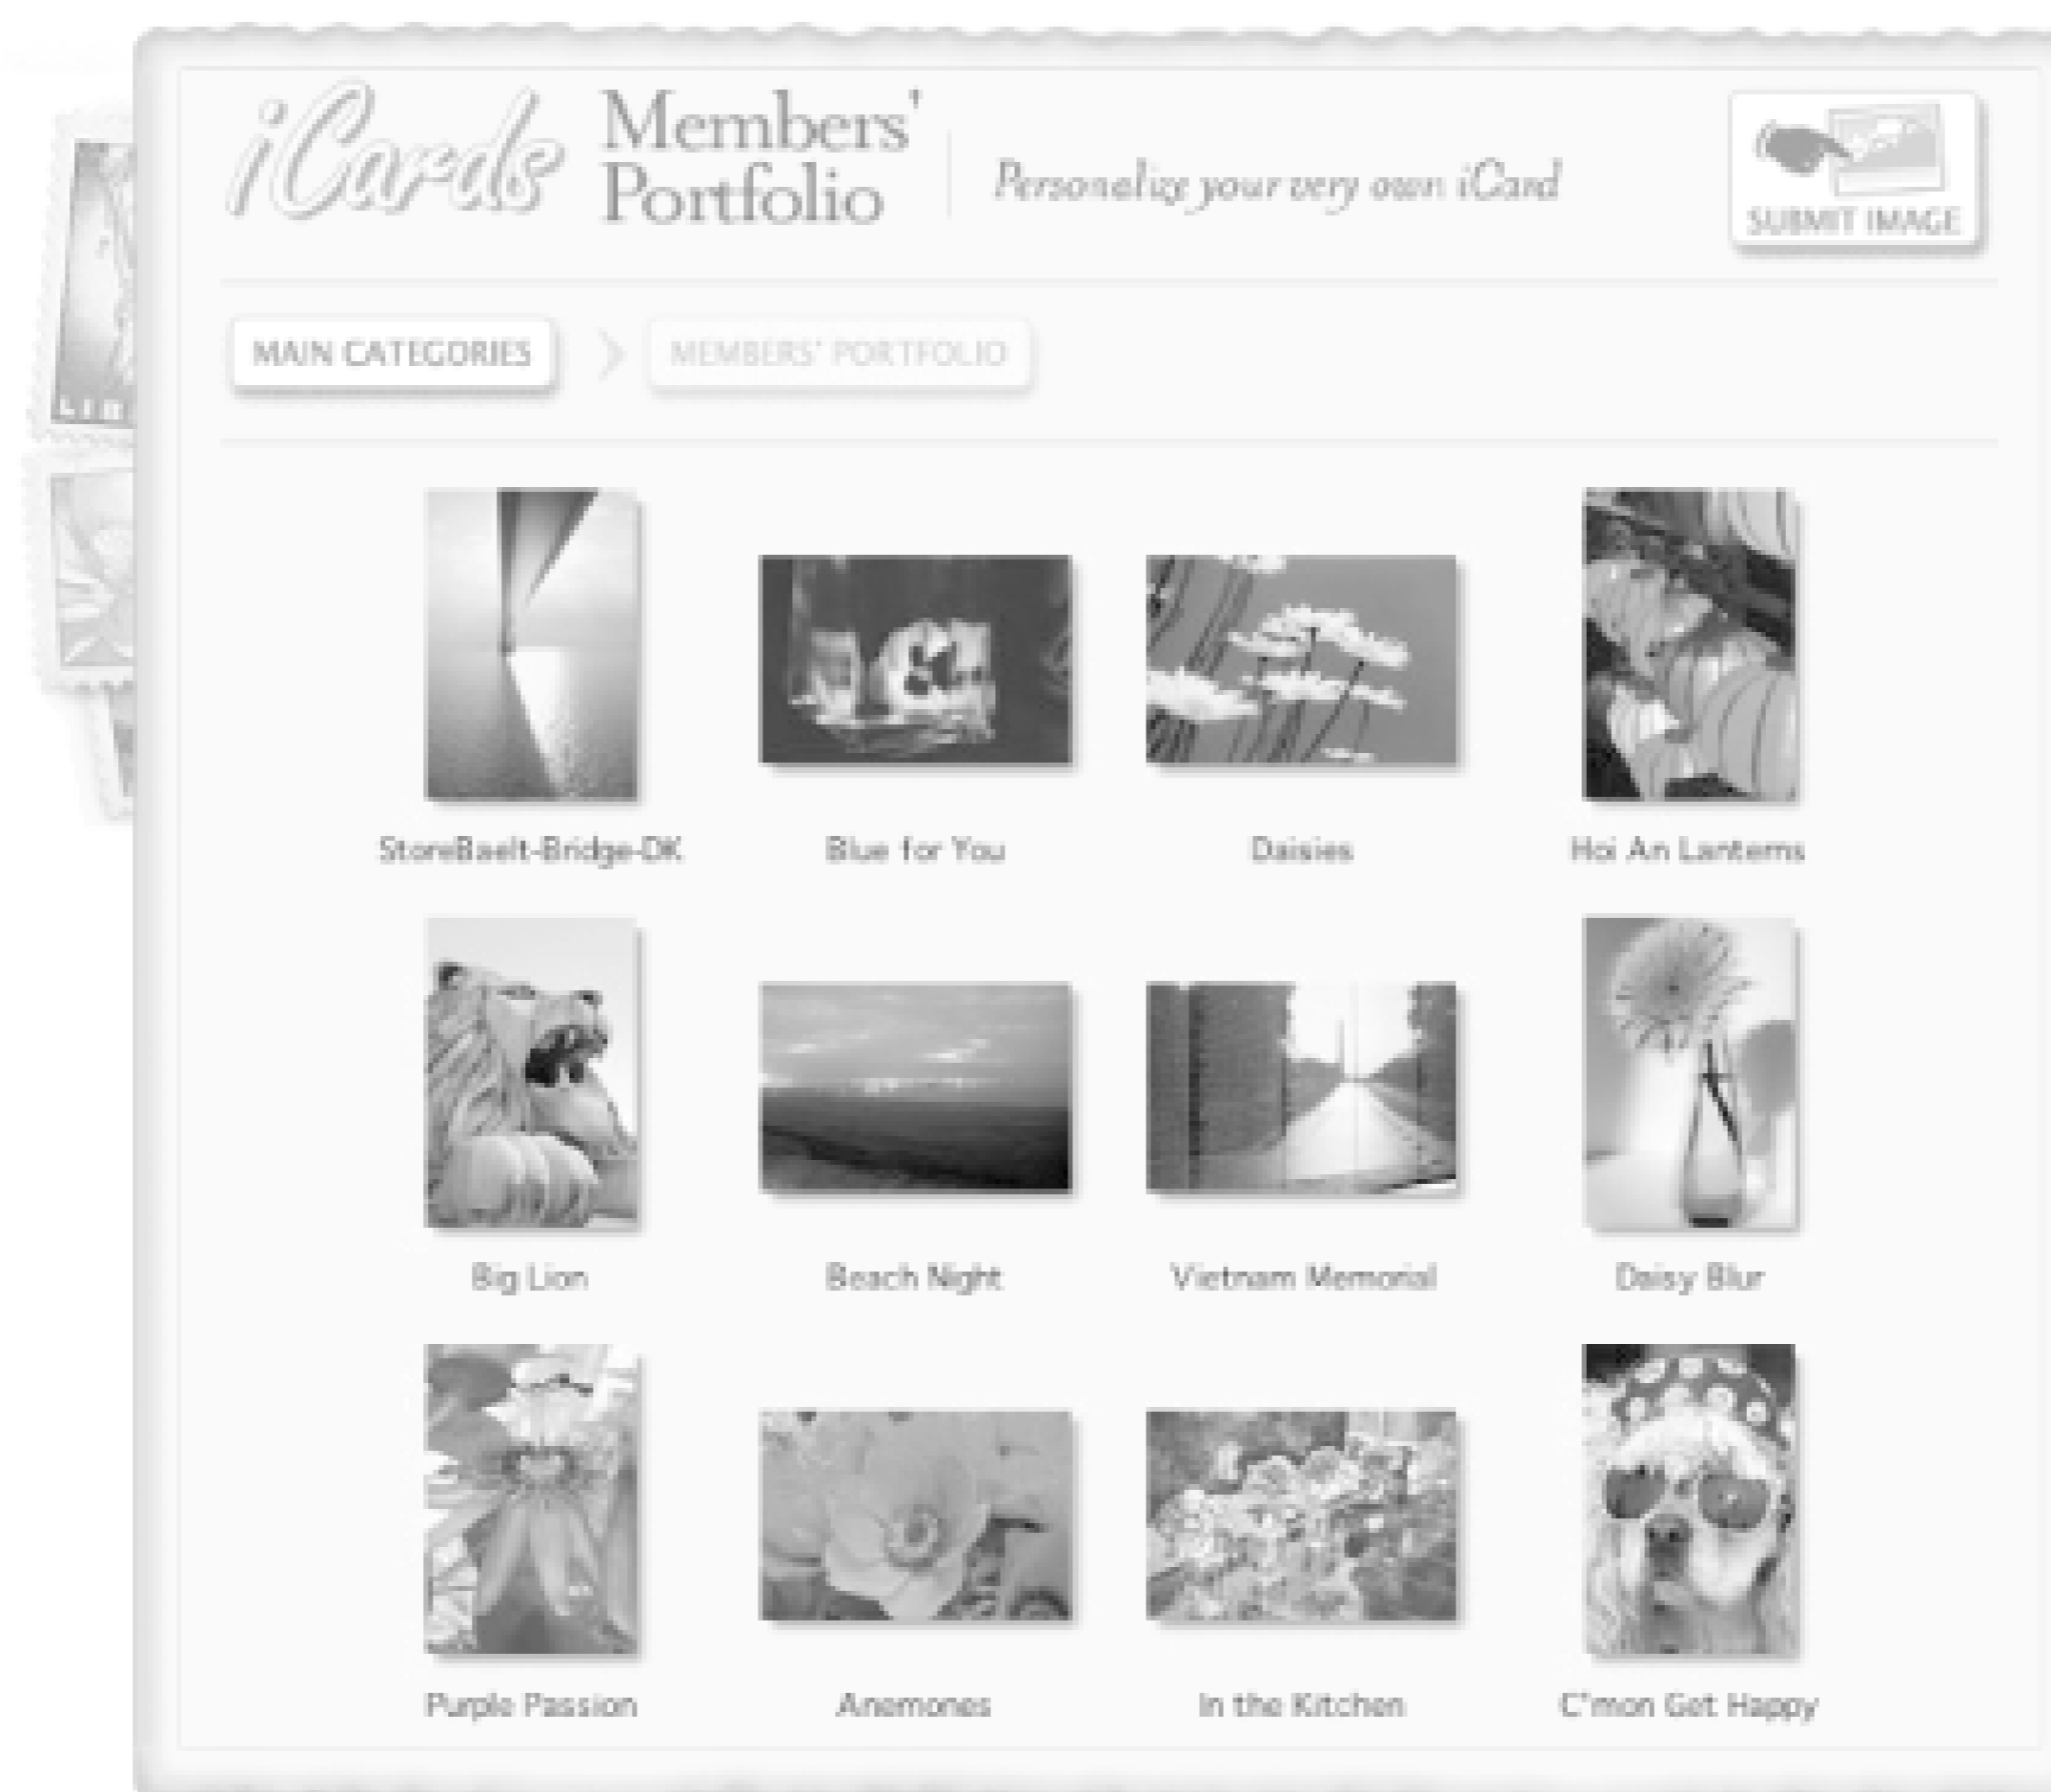 iCards
Members'
Portfolio
Personalize your very own iCard
SUBMIT IMAGE
MAIN CATEGORIES
MEMBERS' PORTFOLIO
StoreBaelt-Bridge-DK
Blue for You
Daisies
Hoi An Lanterns
Big Lion
Beach Night
Vietnam Memorial
Daisy Blur
Purple Passion
Anemones
In the Kitchen
C'mon Get Happy